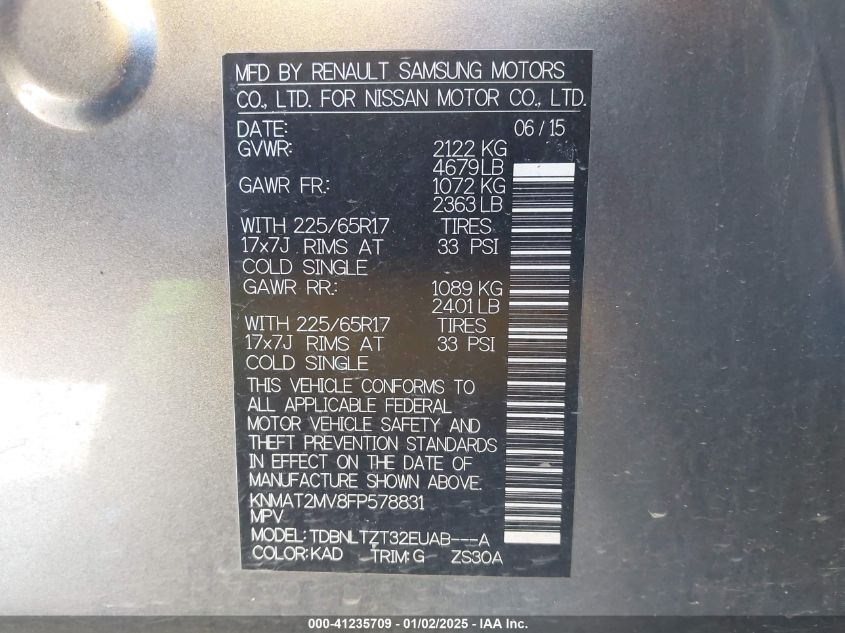 MFD BY RENAULT SAMSUNG MOTORS
CO., LTD. FOR NISSAN MOTOR CO., LTD.
DATE: 06 / 15
GVWR: 2122 KG
4679 LB
GAWR FR: 1072 KG
2363 LB
WITH 225/65R17 TIRES
17x7J RIMS AT 33 PSI
COLD SINGLE
GAWR RR.: 1089 KG
2401 LB
WITH 225/65R17 TIRES
17x7J RIMS AT 33 PSI
COLD SINGLE
THIS VEHICLE CONFORMS TO
ALL APPLICABLE FEDERAL
MOTOR VEHICLE SAFETY AND
THEFT PREVENTION STANDARDS
IN EFFECT ON THE DATE OF
MANUFACTURE SHOWN ABOVE.
KNMAT2MV8FP578831
MPV
MODEL: TDBNLTZT32EUAB---A
COLOR:KAD TRIM:G ZS30A
000-41235709 - 01/02/2025 - IAA Inc.